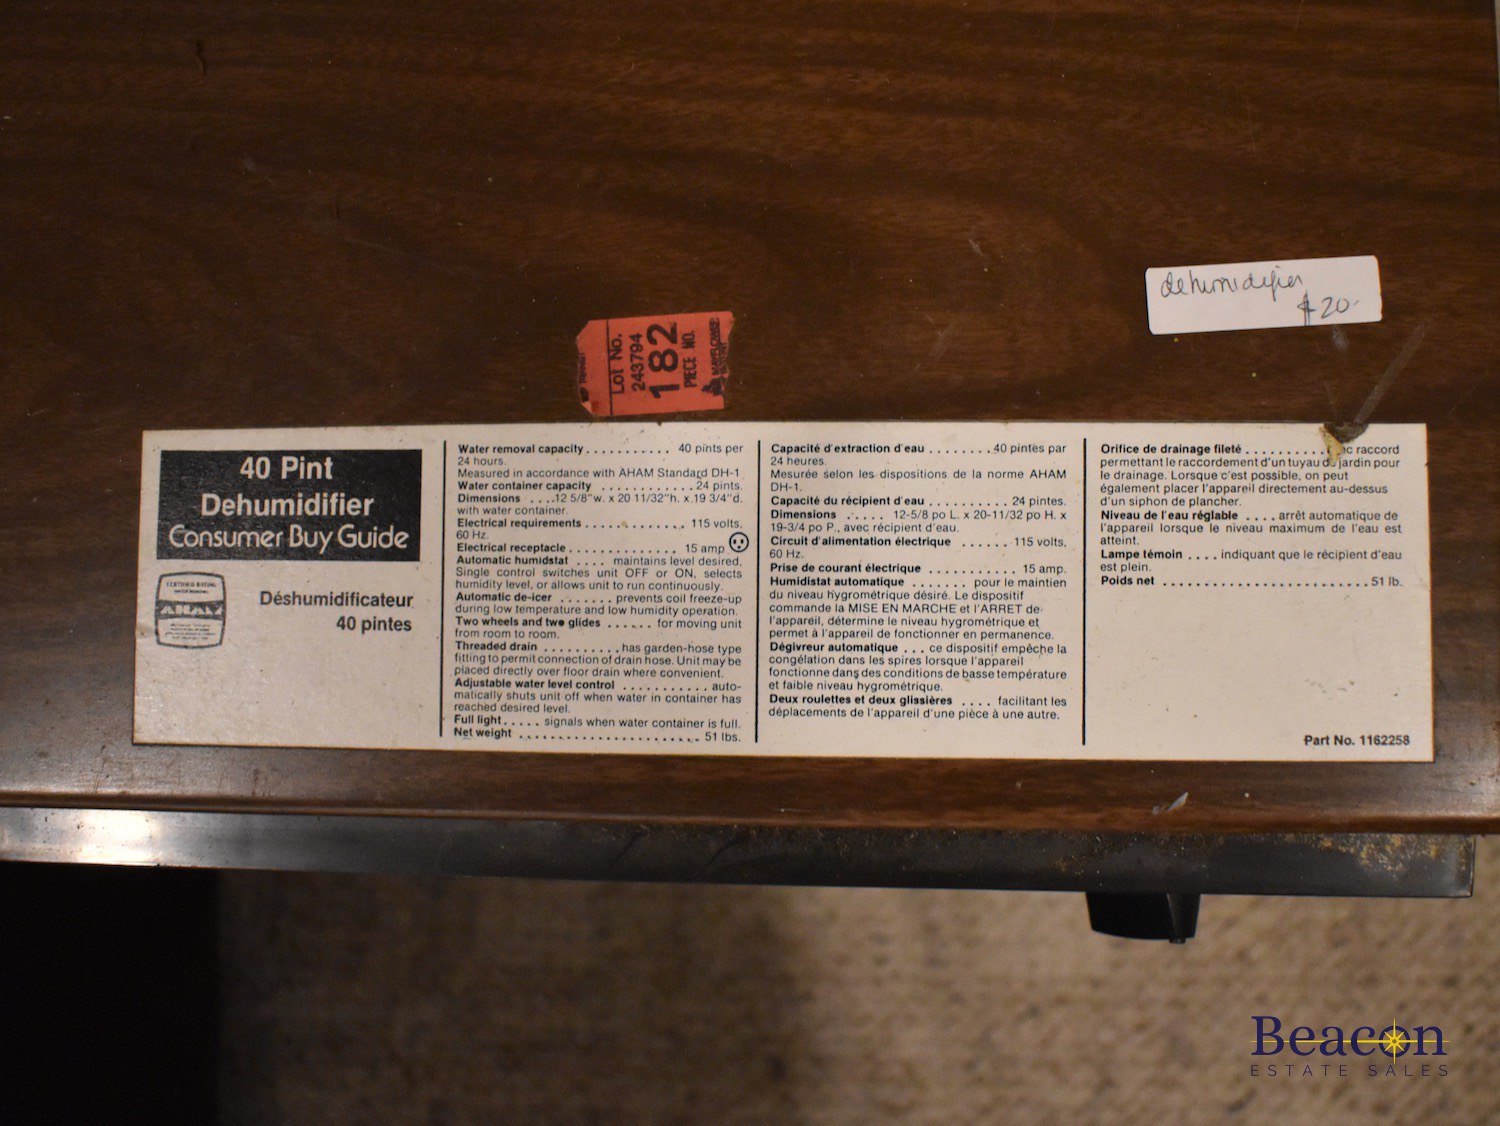 dehumidifier
$20-
Lot No.
243794
182
PIECE NO.
MAYFLOWER
40 Pint
Dehumidifier
Consumer Buy Guide
AHAM
Déshumidificateur
40 pintes
Water removal capacity . . . . . . . . . . . 40 pints per
24 hours.
Measured in accordance with AHAM Standard DH-1
Water container capacity . . . . . . . . . . . . 24 pints.
Dimensions . . . .12 5/8"w. x 20 11/32"h. x 19 3/4"d.
with water container.
Electrical requirements . . . . . . . . . . . . . 115 volts,
60 Hz.
Electrical receptacle . . . . . . . . . . . . . . 15 amp
Automatic humidstat . . . . maintains level desired.
Single control switches unit OFF or ON, selects
humidity level, or allows unit to run continuously.
Automatic de-icer . . . . . . . prevents coil freeze-up
during low temperature and low humidity operation.
Two wheels and two glides . . . . . . for moving unit
from room to room.
Threaded drain . . . . . . . . . . has garden-hose type
fitting to permit connection of drain hose. Unit may be
placed directly over floor drain where convenient.
Adjustable water level control . . . . . . . . . . . auto-
matically shuts unit off when water in container has
reached desired level.
Full light . . . . . signals when water container is full.
Net weight . . . . . . . . . . . . . . . . . . . . . . . 51 lbs.
Capacité d'extraction d'eau . . . . . . . . . 40 pintes par
24 heures.
Mesurée selon les dispositions de la norme AHAM
DH-1.
Capacité du récipient d'eau . . . . . . . . . . . 24 pintes.
Dimensions . . . . . 12-5/8 po L. x 20-11/32 po H. x
19-3/4 po P., avec récipient d'eau.
Circuit d'alimentation électrique . . . . . . 115 volts,
60 Hz.
Prise de courant électrique . . . . . . . . . . . . . 15 amp.
Humidistat automatique . . . . . . . pour le maintien
du niveau hygrométrique désiré. Le dispositif
commande la MISE EN MARCHE et l'ARRET de
l'appareil, détermine le niveau hygrométrique et
permet à l'appareil de fonctionner en permanence.
Dégivreur automatique . . . ce dispositif empêche la
congélation dans les spires lorsque l'appareil
fonctionne dans des conditions de basse température
et faible niveau hygrométrique.
Deux roulettes et deux glissières . . . . facilitant les
déplacements de l'appareil d'une pièce à une autre.
Orifice de drainage fileté . . . . . . . . . . . raccord
permettant le raccordement d'un tuyau de jardin pour
le drainage. Lorsque c'est possible, on peut
également placer l'appareil directement au-dessus
d'un siphon de plancher.
Niveau de l'eau réglable . . . . arrêt automatique de
l'appareil lorsque le niveau maximum de l'eau est
atteint.
Lampe témoin . . . . indiquant que le récipient d'eau
est plein.
Poids net . . . . . . . . . . . . . . . . . . . . . . . . . 51 lb.
Part No. 1162258
Beacon
ESTATE SALES